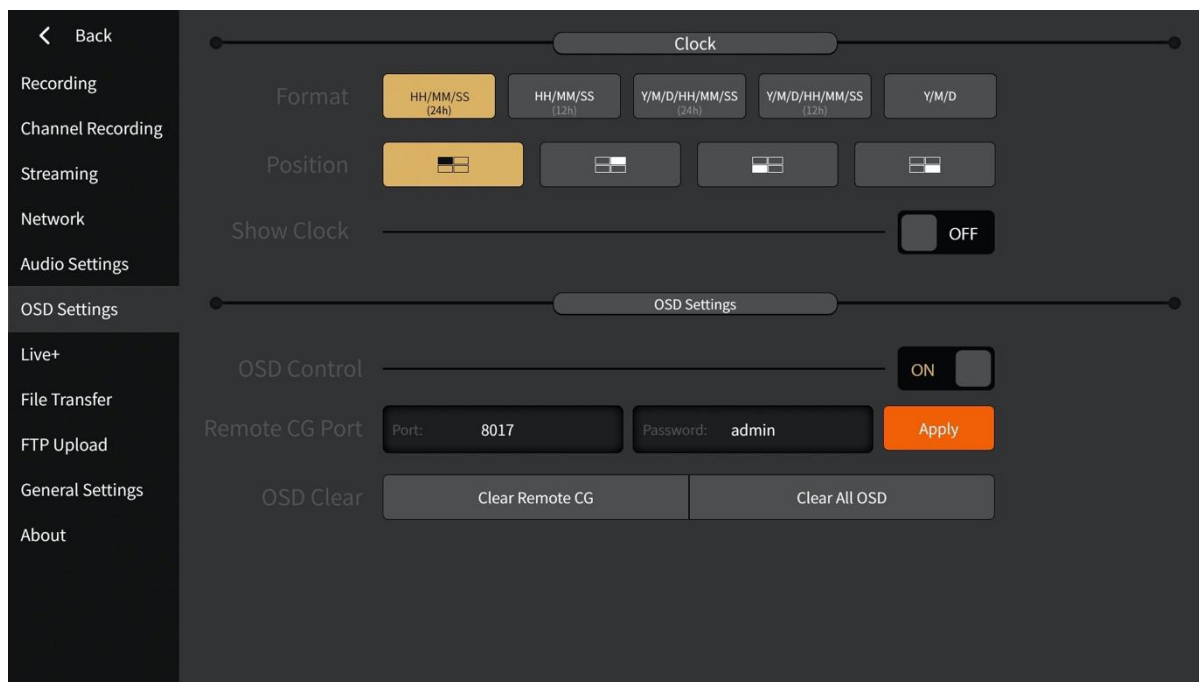 Back
Recording
Channel Recording
Streaming
Network
Audio Settings
OSD Settings
Live+
File Transfer
FTP Upload
General Settings
About
Clock
Format
HH/MM/SS
(24h)
HH/MM/SS
(12h)
Y/M/D/HH/MM/SS
(24h)
Y/M/D/HH/MM/SS
(12h)
Y/M/D
Position
Show Clock
OFF
OSD Settings
OSD Control
ON
Remote CG Port
Port: 8017
Password: admin
Apply
OSD Clear
Clear Remote CG
Clear All OSD